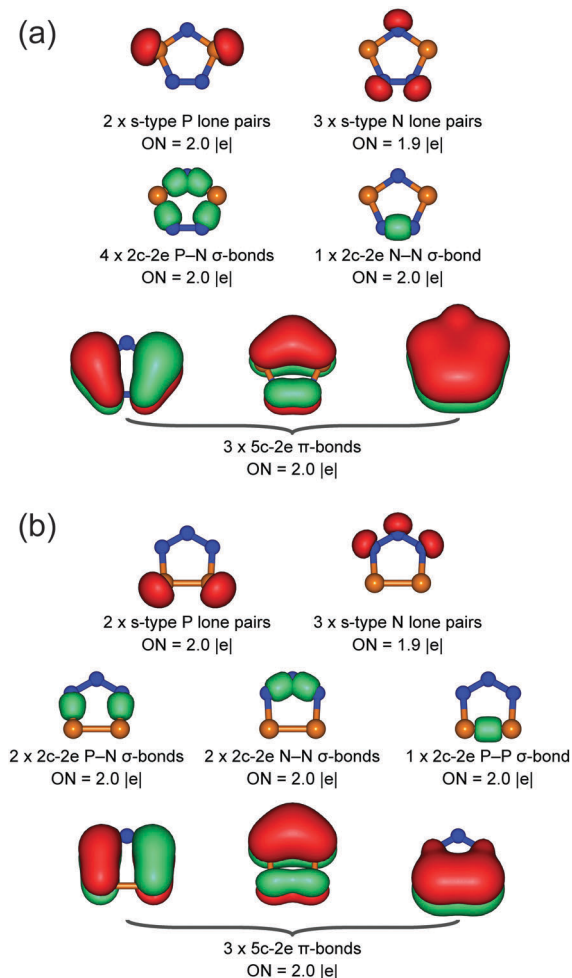 (a)
2 x s-type P lone pairs
ON = 2.0 |e|
3 x s-type N lone pairs
ON = 1.9 |e|
4 x 2c-2e P–N σ-bonds
ON = 2.0 |e|
1 x 2c-2e N–N σ-bond
ON = 2.0 |e|
3 x 5c-2e π-bonds
ON = 2.0 |e|
(b)
2 x s-type P lone pairs
ON = 2.0 |e|
3 x s-type N lone pairs
ON = 1.9 |e|
2 x 2c-2e P–N σ-bonds
ON = 2.0 |e|
2 x 2c-2e N–N σ-bonds
ON = 2.0 |e|
1 x 2c-2e P–P σ-bond
ON = 2.0 |e|
3 x 5c-2e π-bonds
ON = 2.0 |e|